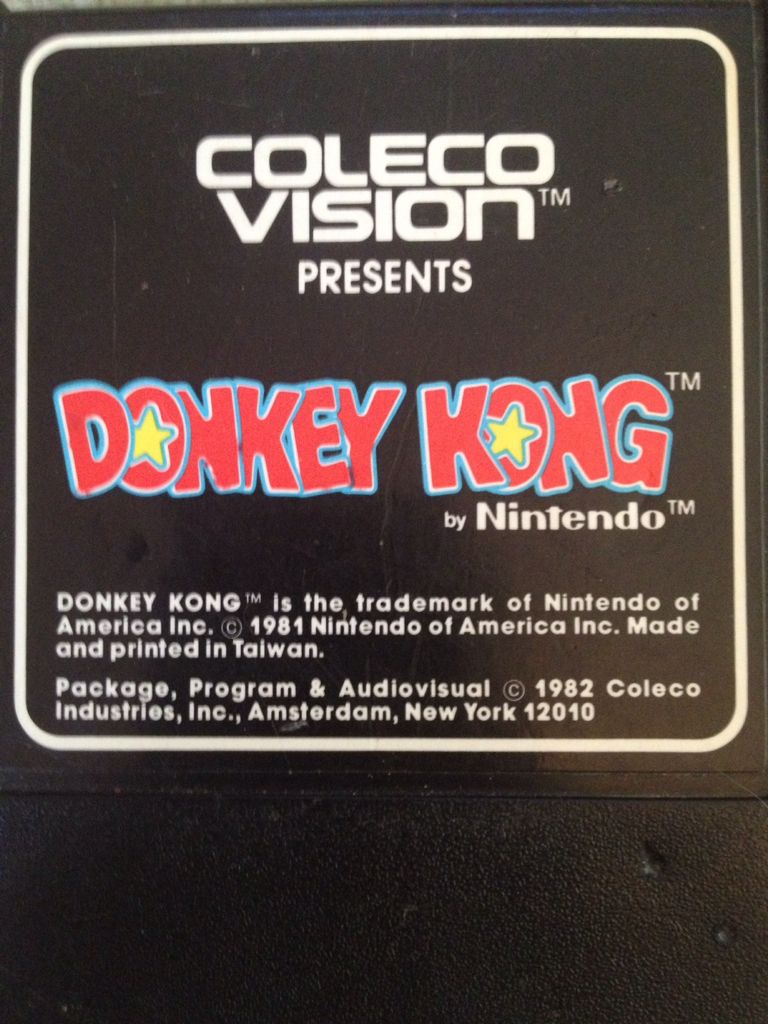 COLECO
VISION™
PRESENTS
DONKEY KONG™
by Nintendo™
DONKEY KONG™ is the trademark of Nintendo of
America Inc. © 1981 Nintendo of America Inc. Made
and printed in Taiwan.
Package, Program & Audiovisual © 1982 Coleco
Industries, Inc., Amsterdam, New York 12010